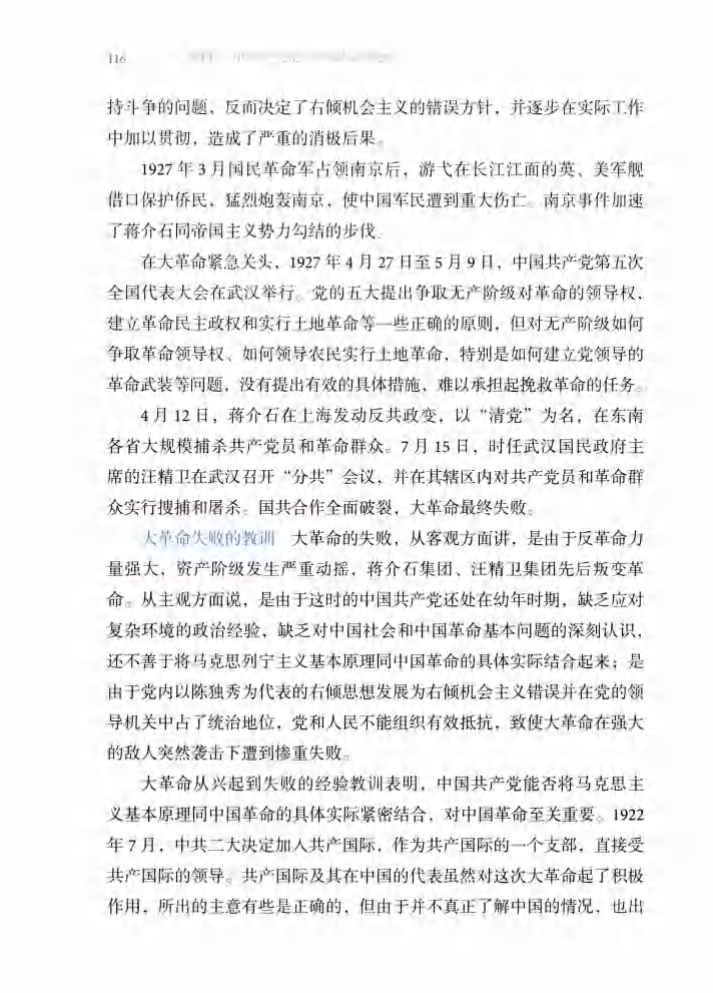 116
持斗争的问题，反而决定了右倾机会主义的错误方针，并逐步在实际工作
中加以贯彻，造成了严重的消极后果。
1927 年 3 月国民革命军占领南京后，游弋在长江江面的英、美军舰
借口保护侨民，猛烈炮轰南京，使中国军民遭到重大伤亡。南京事件加速
了蒋介石同帝国主义势力勾结的步伐。
在大革命紧急关头，1927 年 4 月 27 日至 5 月 9 日，中国共产党第五次
全国代表大会在武汉举行。党的五大提出争取无产阶级对革命的领导权，
建立革命民主政权和实行土地革命等一些正确的原则，但对无产阶级如何
争取革命领导权、如何领导农民实行土地革命，特别是如何建立党领导的
革命武装等问题，没有提出有效的具体措施，难以承担起挽救革命的任务。
4 月 12 日，蒋介石在上海发动反共政变，以“清党”为名，在东南
各省大规模捕杀共产党员和革命群众。7 月 15 日，时任武汉国民政府主
席的汪精卫在武汉召开“分共”会议，并在其辖区内对共产党员和革命群
众实行搜捕和屠杀。国共合作全面破裂，大革命最终失败。
大革命失败的教训 大革命的失败，从客观方面讲，是由于反革命力
量强大，资产阶级发生严重动摇，蒋介石集团、汪精卫集团先后叛变革
命。从主观方面说，是由于这时的中国共产党还处在幼年时期，缺乏应对
复杂环境的政治经验，缺乏对中国社会和中国革命基本问题的深刻认识，
还不善于将马克思列宁主义基本原理同中国革命的具体实际结合起来；是
由于党内以陈独秀为代表的右倾思想发展为右倾机会主义错误并在党的领
导机关中占了统治地位，党和人民不能组织有效抵抗，致使大革命在强大
的敌人突然袭击下遭到惨重失败。
大革命从兴起到失败的经验教训表明，中国共产党能否将马克思主
义基本原理同中国革命的具体实际紧密结合，对中国革命至关重要。1922
年 7 月，中共二大决定加入共产国际，作为共产国际的一个支部，直接受
共产国际的领导。共产国际及其在中国的代表虽然对这次大革命起了积极
作用，所出的主意有些是正确的，但由于并不真正了解中国的情况，也出